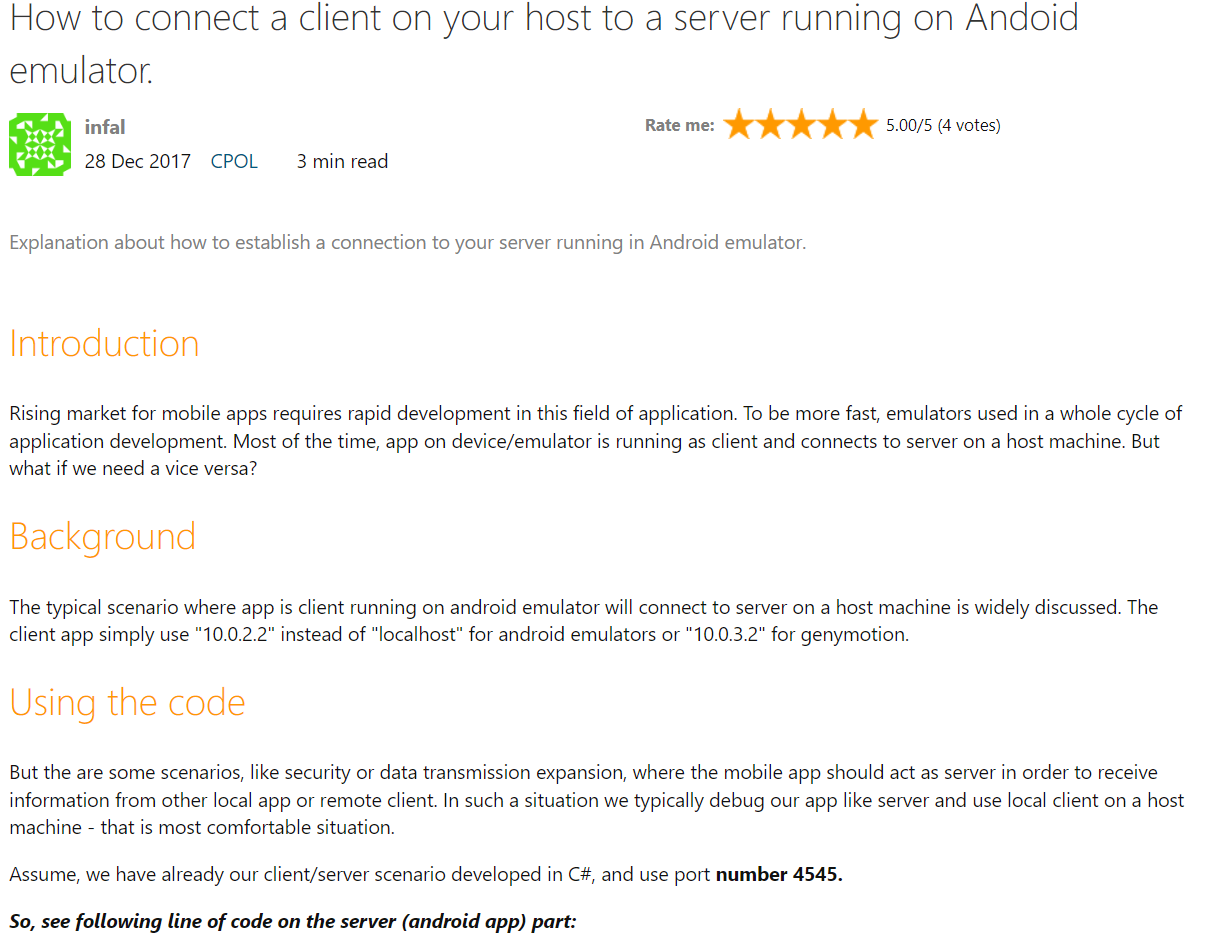 How to connect a client on your host to a server running on Andoid
emulator.
infal
Rate me: 5.00/5 (4 votes)
28 Dec 2017 CPOL 3 min read
Explanation about how to establish a connection to your server running in Android emulator.
Introduction
Rising market for mobile apps requires rapid development in this field of application. To be more fast, emulators used in a whole cycle of
application development. Most of the time, app on device/emulator is running as client and connects to server on a host machine. But
what if we need a vice versa?
Background
The typical scenario where app is client running on android emulator will connect to server on a host machine is widely discussed. The
client app simply use "10.0.2.2" instead of "localhost" for android emulators or "10.0.3.2" for genymotion.
Using the code
But the are some scenarios, like security or data transmission expansion, where the mobile app should act as server in order to receive
information from other local app or remote client. In such a situation we typically debug our app like server and use local client on a host
machine - that is most comfortable situation.
Assume, we have already our client/server scenario developed in C#, and use port number 4545.
So, see following line of code on the server (android app) part: